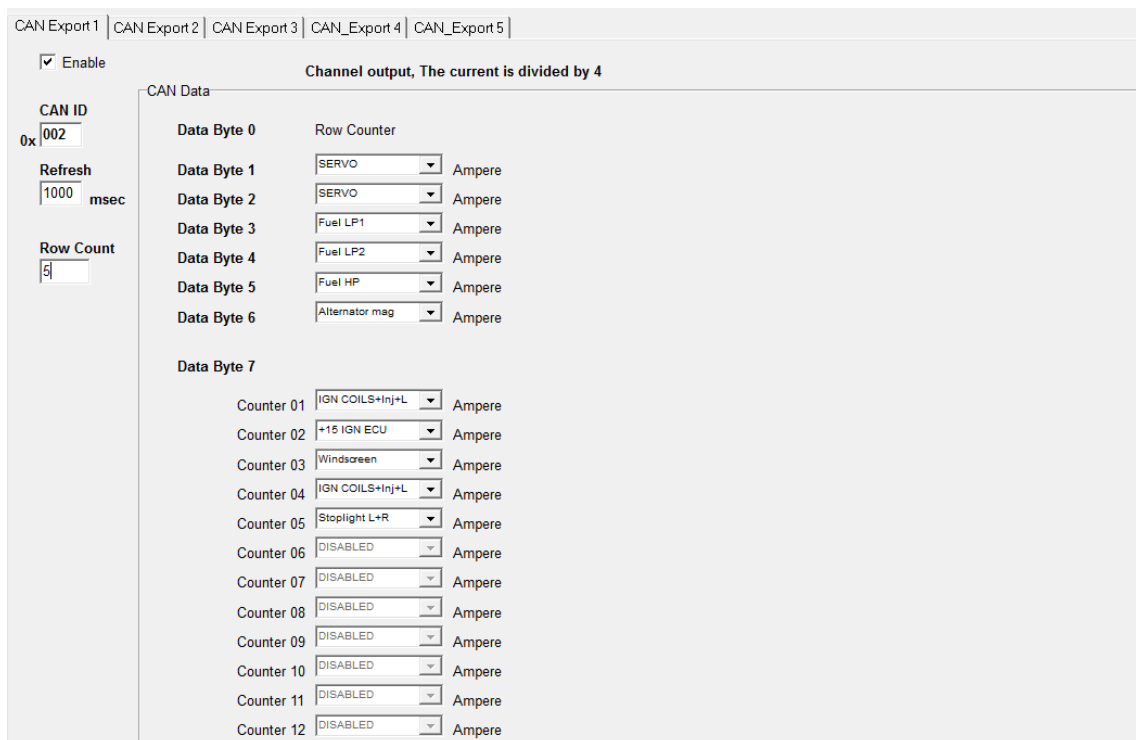 CAN Export 1 CAN Export 2 CAN Export 3 CAN_Export 4 CAN_Export 5
Enable
Channel output, The current is divided by 4
CAN Data
CAN ID
0x 002
Data Byte 0 Row Counter
Refresh
1000 msec
Data Byte 1 SERVO Ampere
Data Byte 2 SERVO Ampere
Data Byte 3 Fuel LP1 Ampere
Row Count
5
Data Byte 4 Fuel LP2 Ampere
Data Byte 5 Fuel HP Ampere
Data Byte 6 Alternator mag Ampere
Data Byte 7
Counter 01 IGN COILS+Inj+L Ampere
Counter 02 +15 IGN ECU Ampere
Counter 03 Windscreen Ampere
Counter 04 IGN COILS+Inj+L Ampere
Counter 05 Stoplight L+R Ampere
Counter 06 DISABLED Ampere
Counter 07 DISABLED Ampere
Counter 08 DISABLED Ampere
Counter 09 DISABLED Ampere
Counter 10 DISABLED Ampere
Counter 11 DISABLED Ampere
Counter 12 DISABLED Ampere